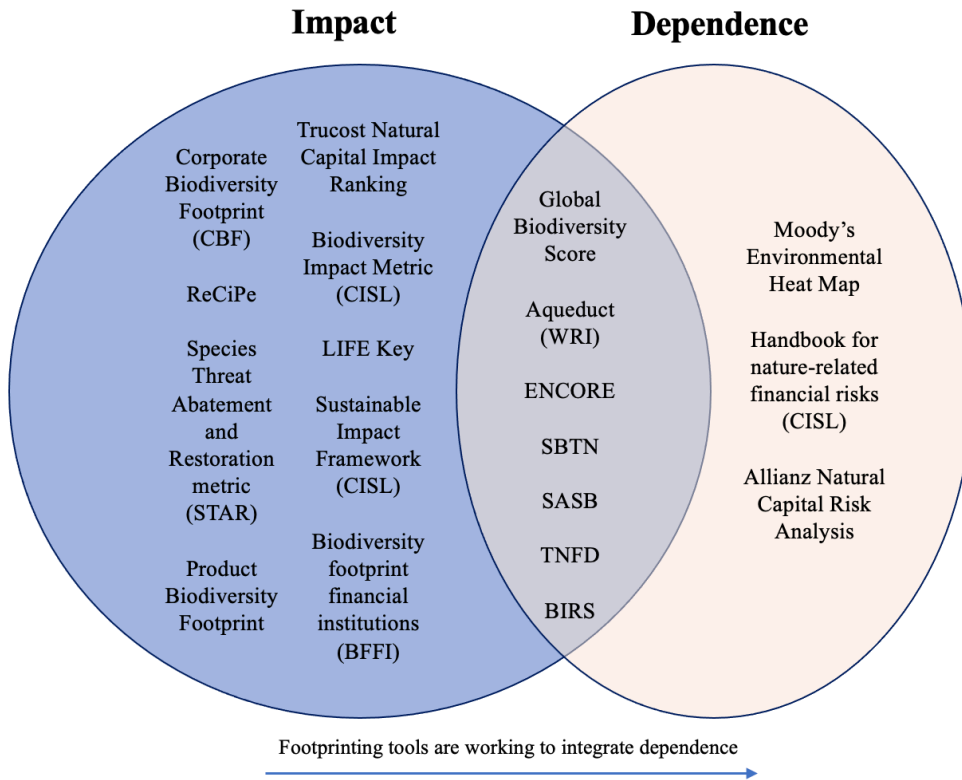 Impact
Dependence
Corporate
Biodiversity
Footprint
(CBF)
ReCiPe
Species
Threat
Abatement
and
Restoration
metric
(STAR)
Product
Biodiversity
Footprint
Trucost Natural
Capital Impact
Ranking
Biodiversity
Impact Metric
(CISL)
LIFE Key
Sustainable
Impact
Framework
(CISL)
Biodiversity
footprint
financial
institutions
(BFFI)
Global
Biodiversity
Score
Aqueduct
(WRI)
ENCORE
SBTN
SASB
TNFD
BIRS
Moody’s
Environmental
Heat Map
Handbook for
nature-related
financial risks
(CISL)
Allianz Natural
Capital Risk
Analysis
Footprinting tools are working to integrate dependence